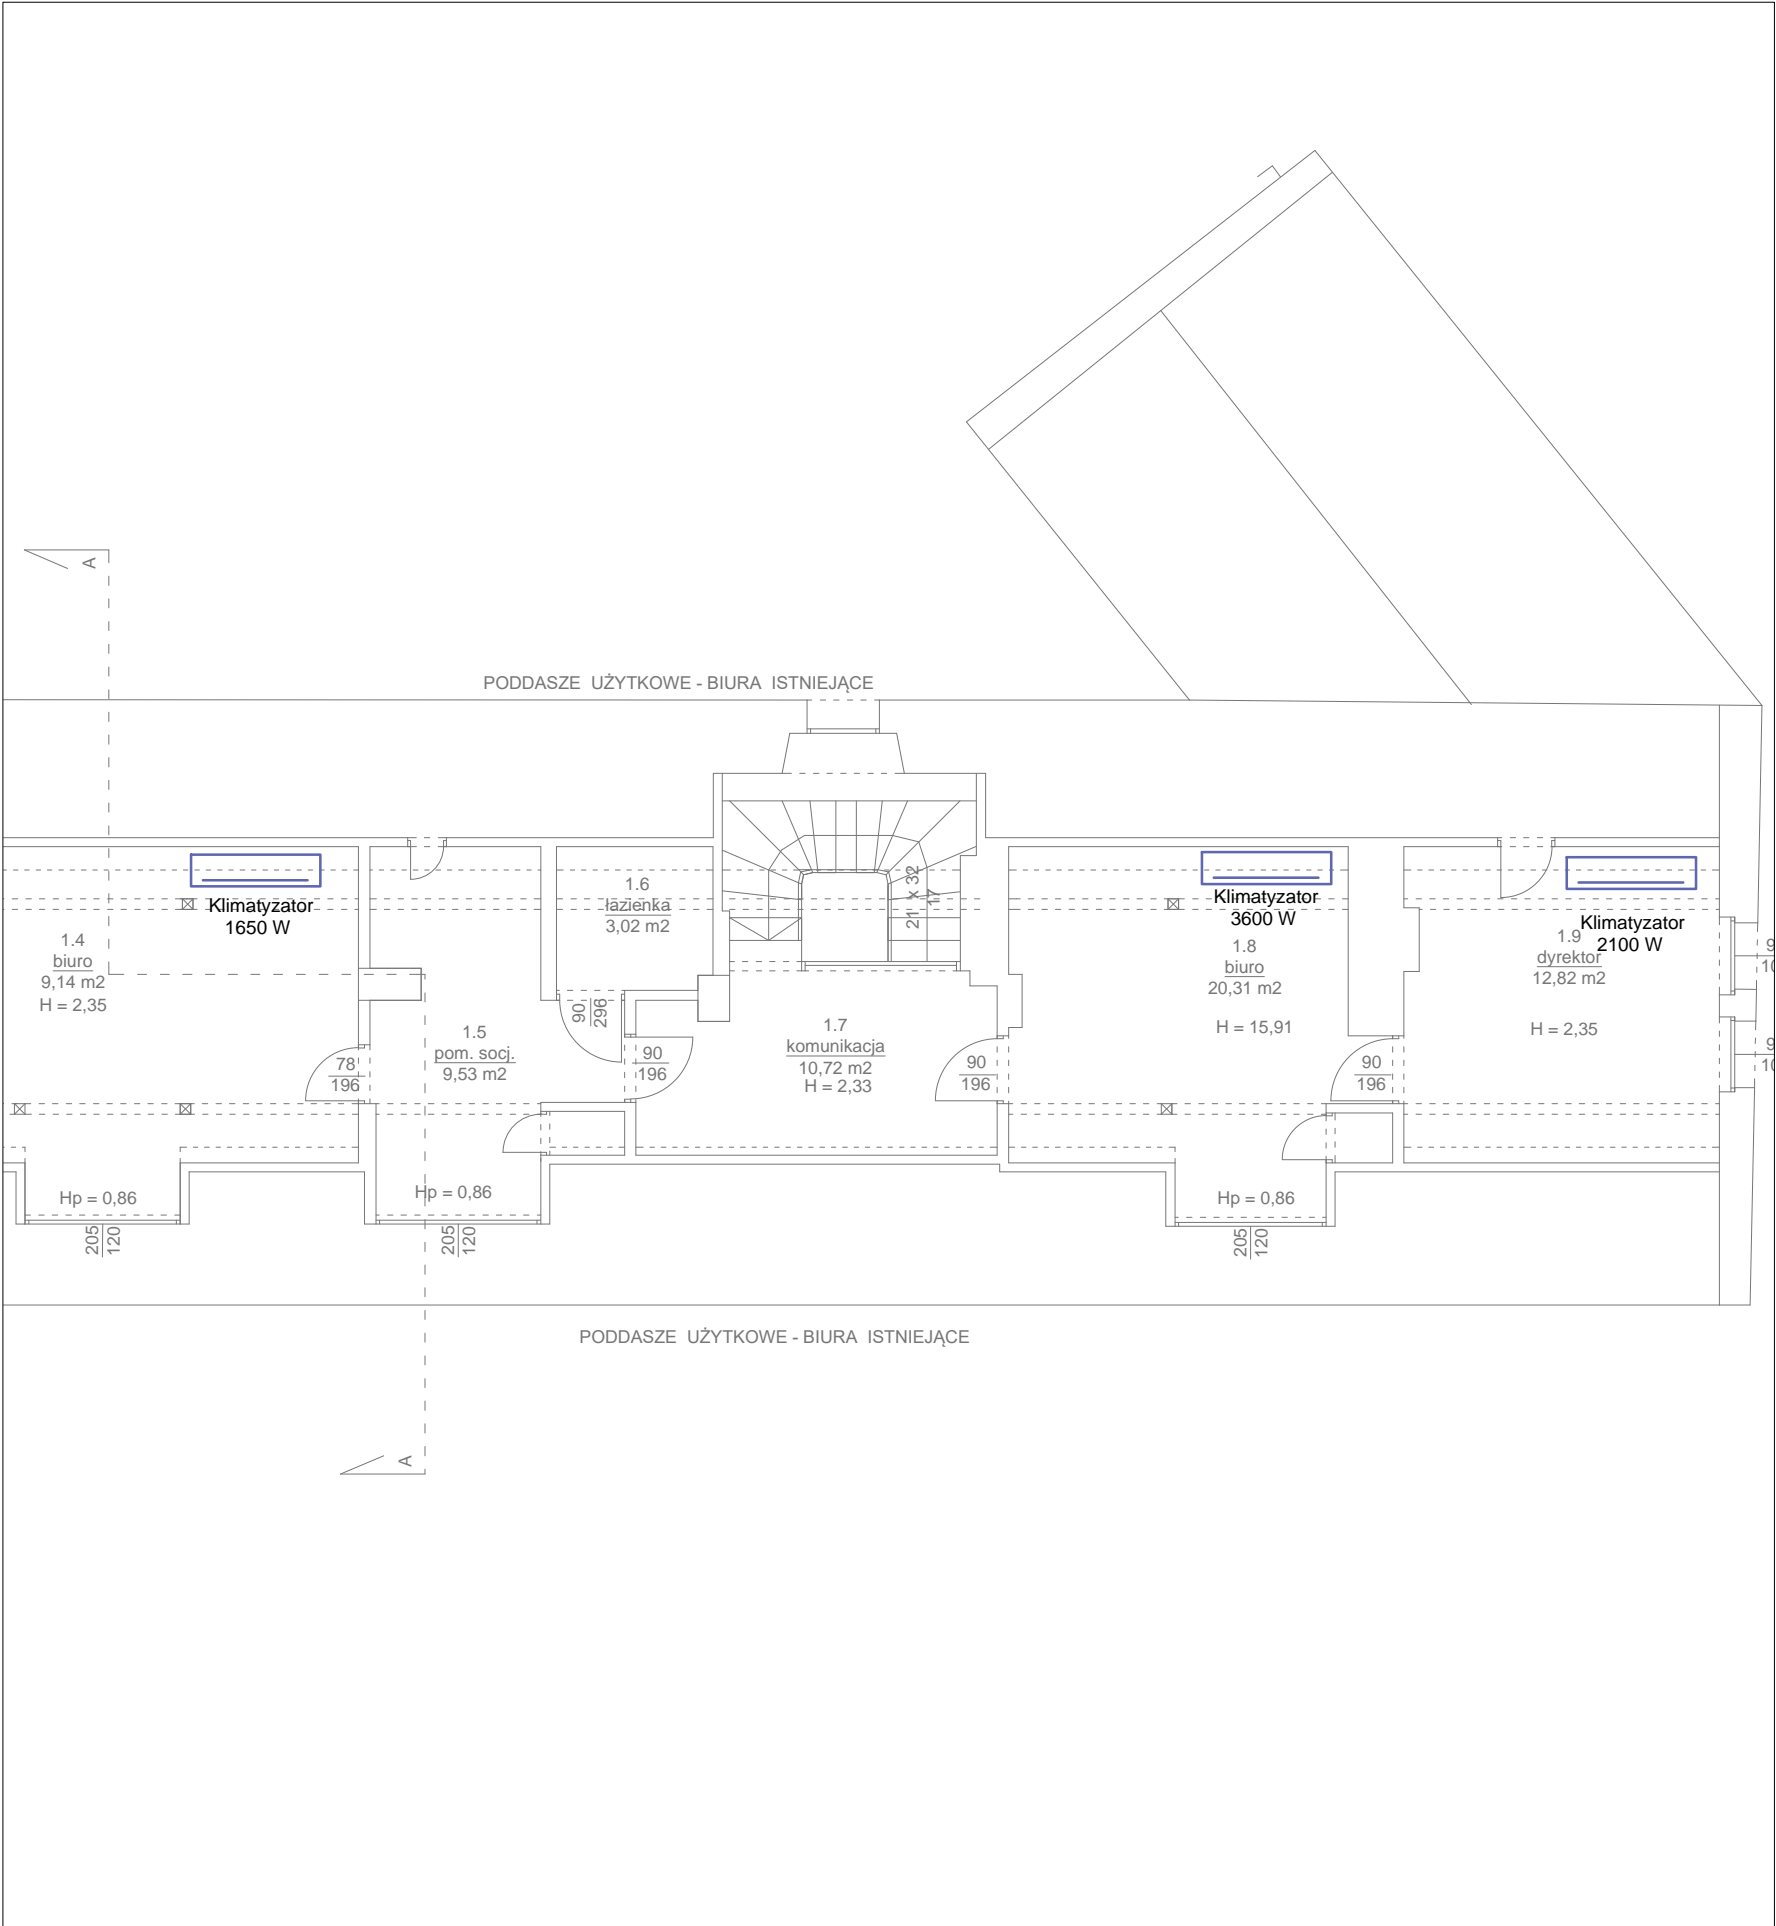 A
PODDASZE UŻYTKOWE - BIURA ISTNIEJĄCE
Klimatyzator
1650 W
1.4
biuro
9,14 m2
H = 2,35
1.5
pom. socj.
9,53 m2
1.6
łazienka
3,02 m2
21 x 32
17
1.7
komunikacja
10,72 m2
H = 2,33
Klimatyzator
3600 W
1.8
biuro
20,31 m2
H = 15,91
Klimatyzator
2100 W
1.9
dyrektor
12,82 m2
H = 2,35
78
196
90
296
90
196
90
196
90
196
9
10
9
10
Hp = 0,86
205
120
Hp = 0,86
205
120
Hp = 0,86
205
120
PODDASZE UŻYTKOWE - BIURA ISTNIEJĄCE
A